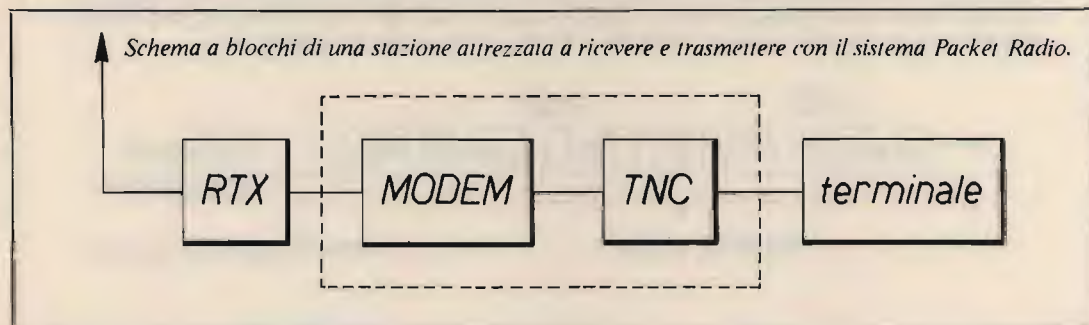 Schema a blocchi di una stazione attrezzata a ricevere e trasmettere con il sistema Packet Radio.
RTX MODEM TNC terminale